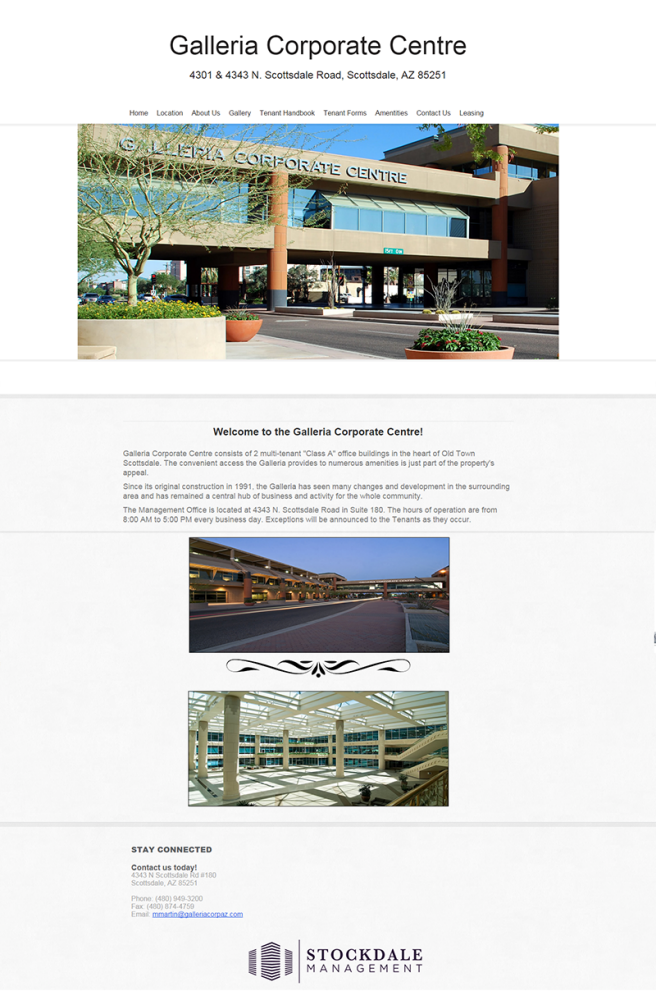 Galleria Corporate Centre
4301 & 4343 N. Scottsdale Road, Scottsdale, AZ 85251
Home Location About Us Gallery Tenant Handbook Tenant Forms Amentities Contact Us Leasing
GALLERIA CORPORATE CENTRE
Welcome to the Galleria Corporate Centre!
Galleria Corporate Centre consists of 2 multi-tenant "Class A" office buildings in the heart of Old Town
Scottsdale. The convenient access the Galleria provides to numerous amenities is just part of the property's
appeal.
Since its original construction in 1991, the Galleria has seen many changes and development in the surrounding
area and has remained a central hub of business and activity for the whole community.
The Management Office is located at 4343 N. Scottsdale Road in Suite 180. The hours of operation are from
8:00 AM to 5:00 PM every business day. Exceptions will be announced to the Tenants as they occur.
STAY CONNECTED
Contact us today!
4343 N Scottsdale Rd #180
Scottsdale, AZ 85251
Phone: (480) 949-3200
Fax: (480) 874-4759
Email: mmartin@galleriacorpaz.com
STOCKDALE
MANAGEMENT